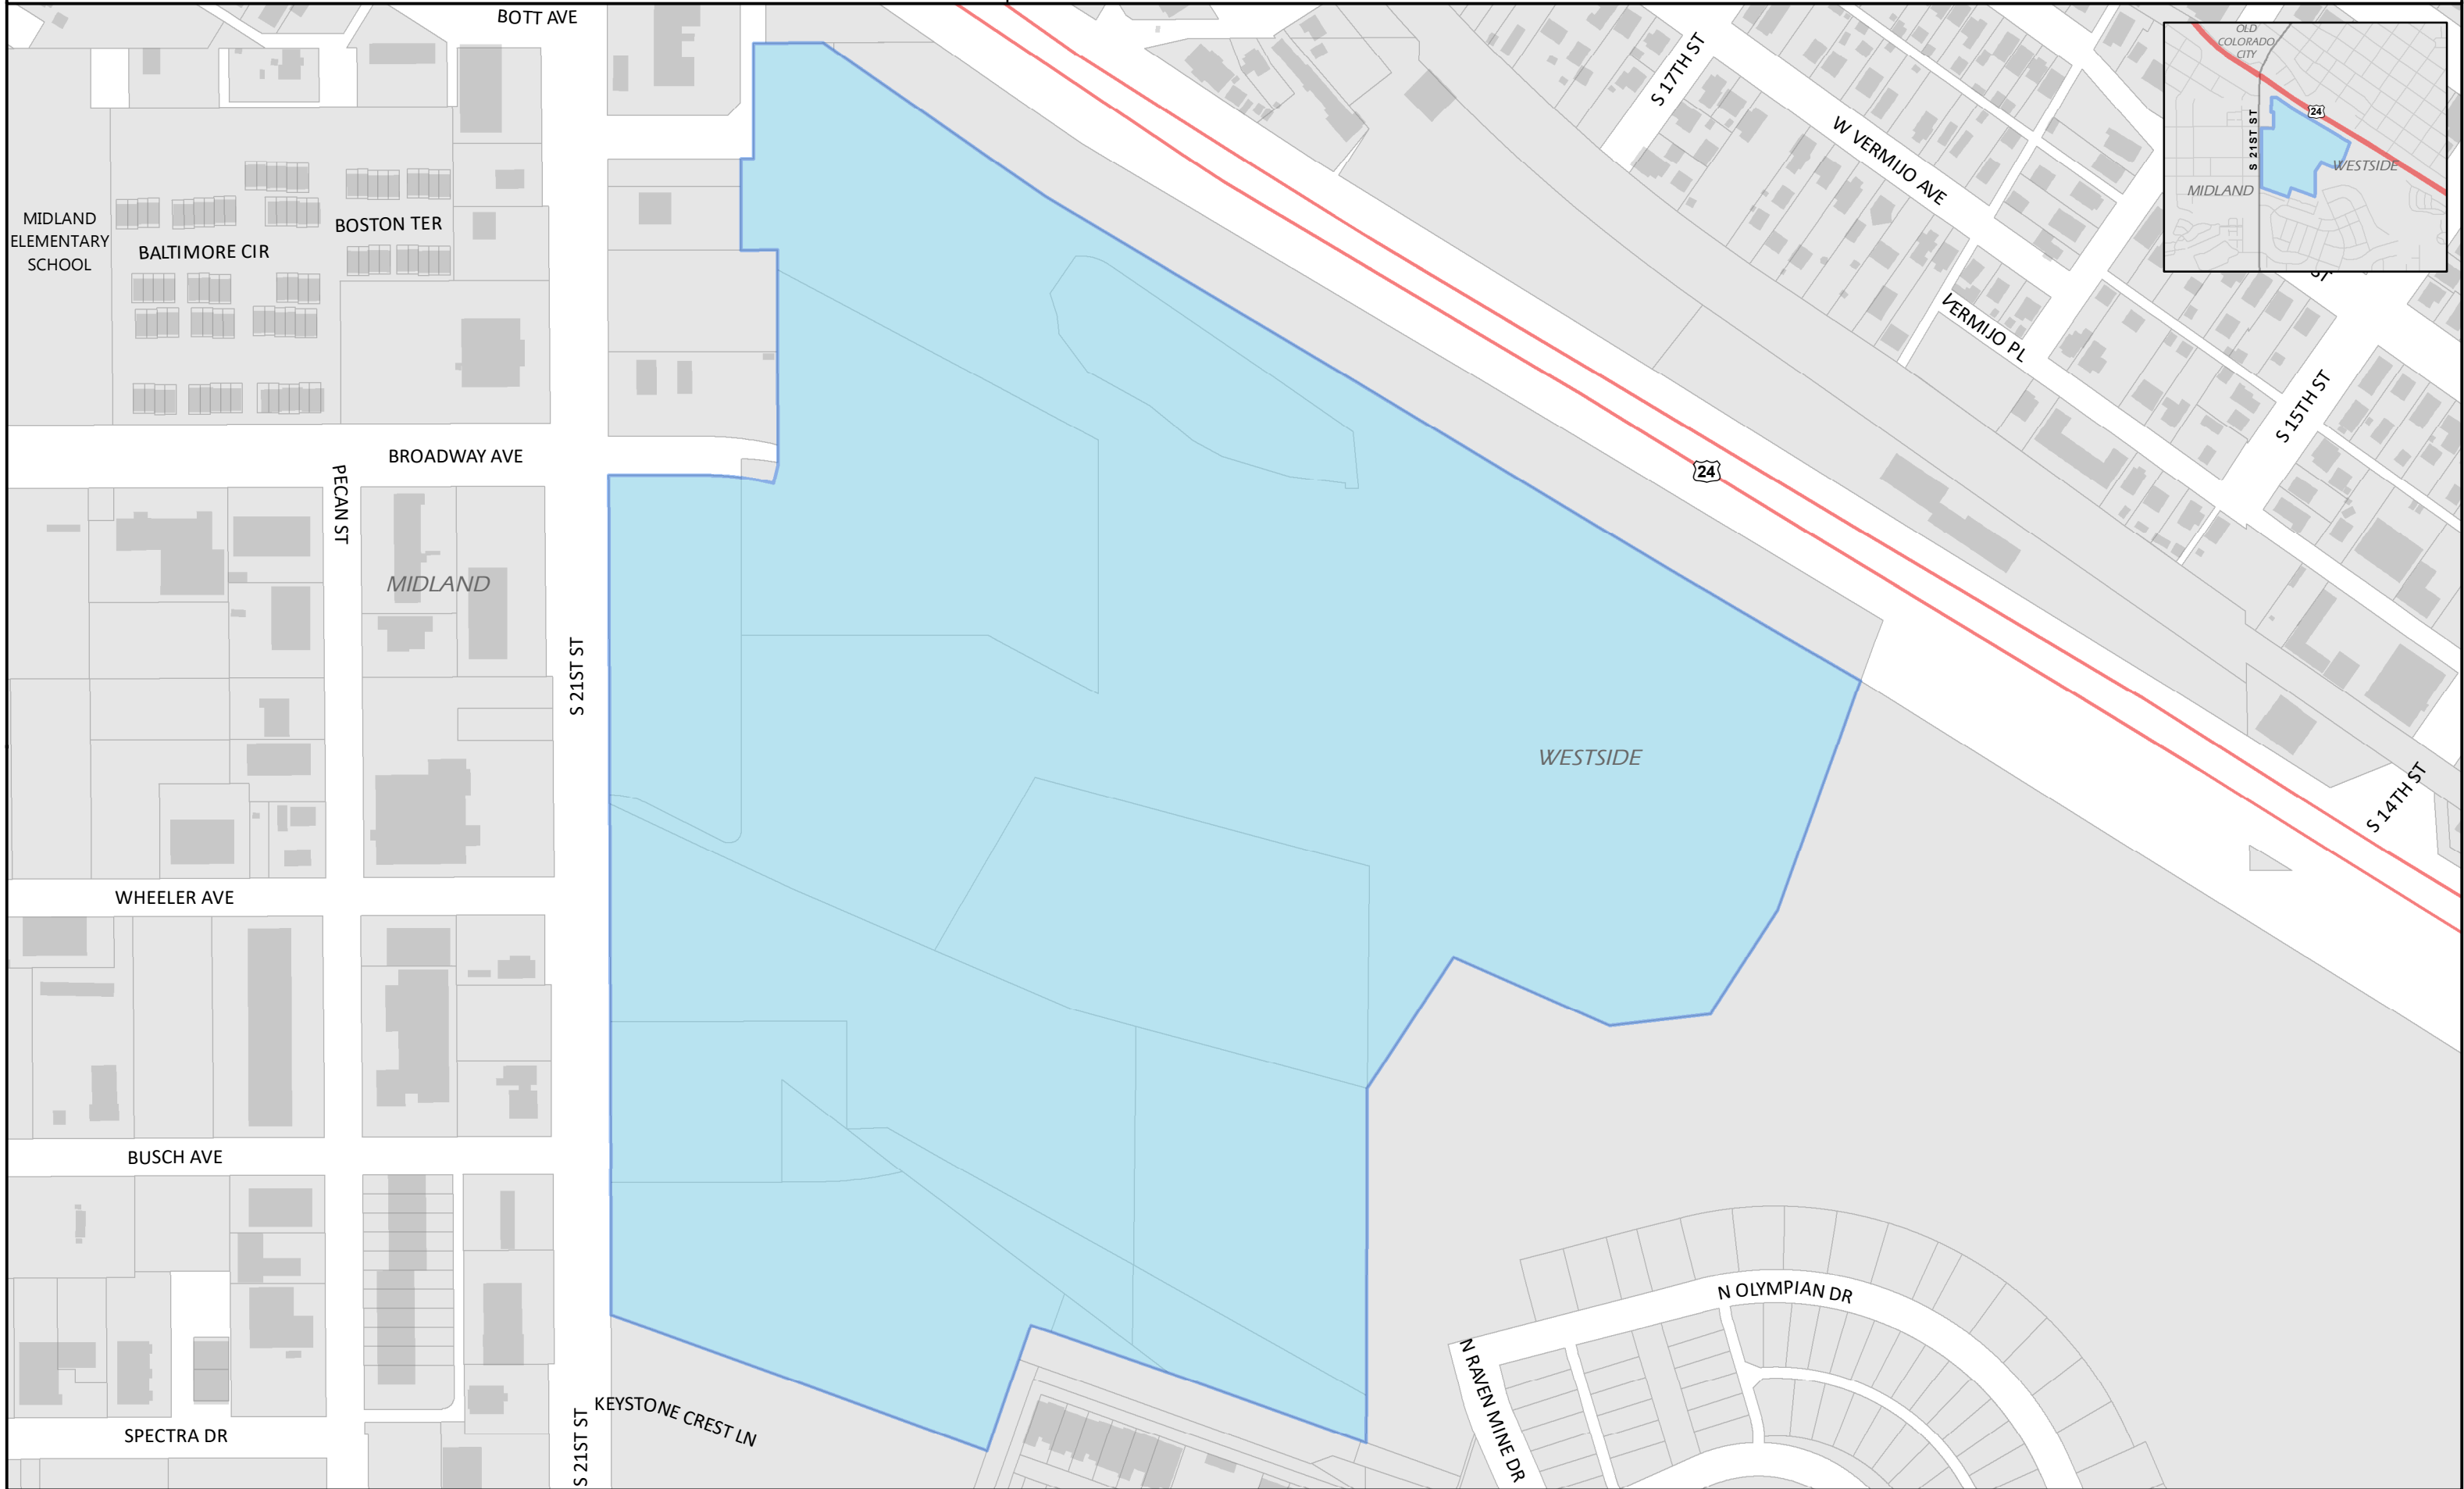 BOTT AVE
S 17TH ST
W VERMIJO AVE
VERMIJO PL
S 15TH ST
S 14TH ST
ST
24
MIDLAND
ELEMENTARY
SCHOOL
BALTIMORE CIR
BOSTON TER
BROADWAY AVE
PECAN ST
MIDLAND
S 21ST ST
WESTSIDE
WHEELER AVE
BUSCH AVE
SPECTRA DR
S 21ST ST
KEYSTONE CREST LN
N OLYMPIAN DR
N RAVEN MINE DR
OLD
COLORADO
CITY
24
S 21ST ST
WESTSIDE
MIDLAND